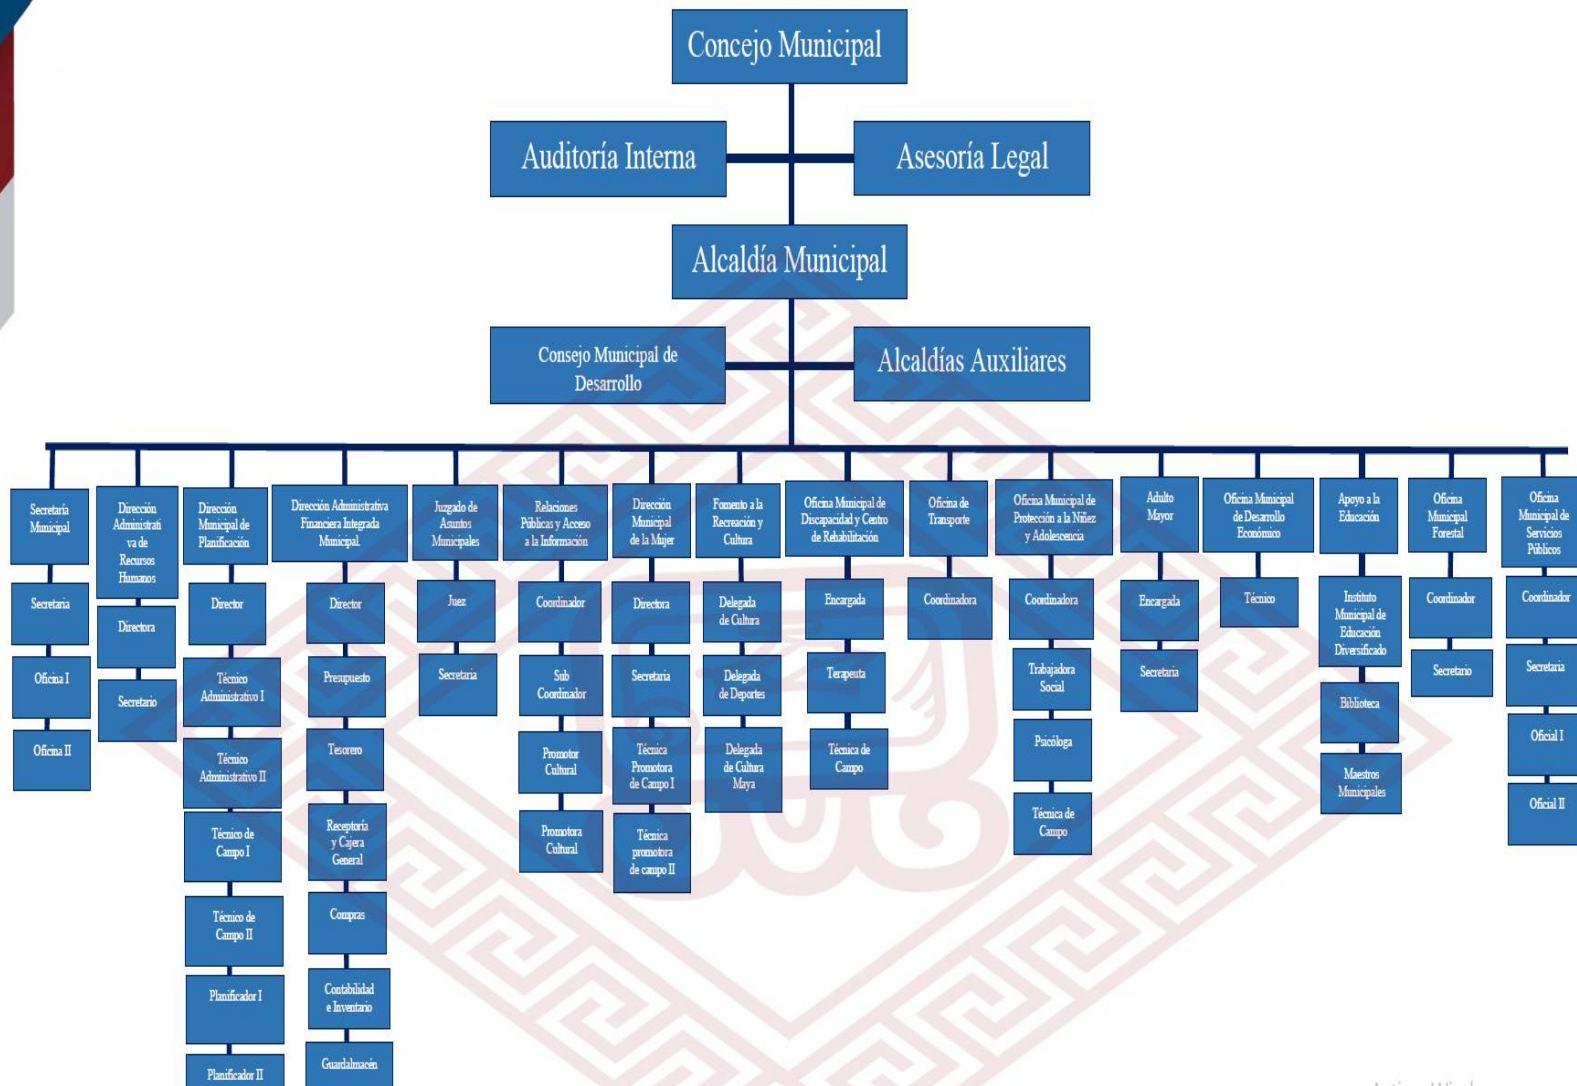 Concejo Municipal
Auditoría Interna
Asesoría Legal
Alcaldía Municipal
Consejo Municipal de
Desarrollo
Alcaldías Auxiliares
Secretaría
Municipal
Secretaria
Oficina I
Oficina II
Dirección
Administrati
va de
Recursos
Humanos
Directora
Secretario
Dirección
Municipal de
Planificación
Director
Técnico
Administrativo I
Técnico
Administrativo II
Técnico de
Campo I
Técnico de
Campo II
Planificador I
Planificador II
Dirección Administrativa
Financiera Integrada
Municipal.
Director
Presupuesto
Tesorero
Receptoría
y Cajera
General
Compras
Contabilidad
e Inventario
Guardalmacén
Juzgado de
Asuntos
Municipales
Juez
Secretaria
Relaciones
Públicas y Acceso
a la Información
Coordinador
Sub
Coordinador
Promotor
Cultural
Promotora
Cultural
Dirección
Municipal
de la Mujer
Directora
Secretaria
Técnica
Promotora
de Campo I
Técnica
promotora
de campo II
Fomento a la
Recreación y
Cultura
Delegada
de Cultura
Delegada
de Deportes
Delegada
de Cultura
Maya
Oficina Municipal de
Discapacidad y Centro
de Rehabilitación
Encargada
Terapeuta
Técnica de
Campo
Oficina de
Transporte
Coordinadora
Oficina Municipal de
Protección a la Niñez
y Adolescencia
Coordinadora
Trabajadora
Social
Psicóloga
Técnica de
Campo
Adulto
Mayor
Encargada
Secretaria
Oficina Municipal
de Desarrollo
Económico
Técnico
Apoyo a la
Educación
Instituto
Municipal de
Educación
Diversificado
Biblioteca
Maestros
Municipales
Oficina
Municipal
Forestal
Coordinador
Secretario
Oficina
Municipal de
Servicios
Públicos
Coordinador
Secretaria
Oficial I
Oficial II